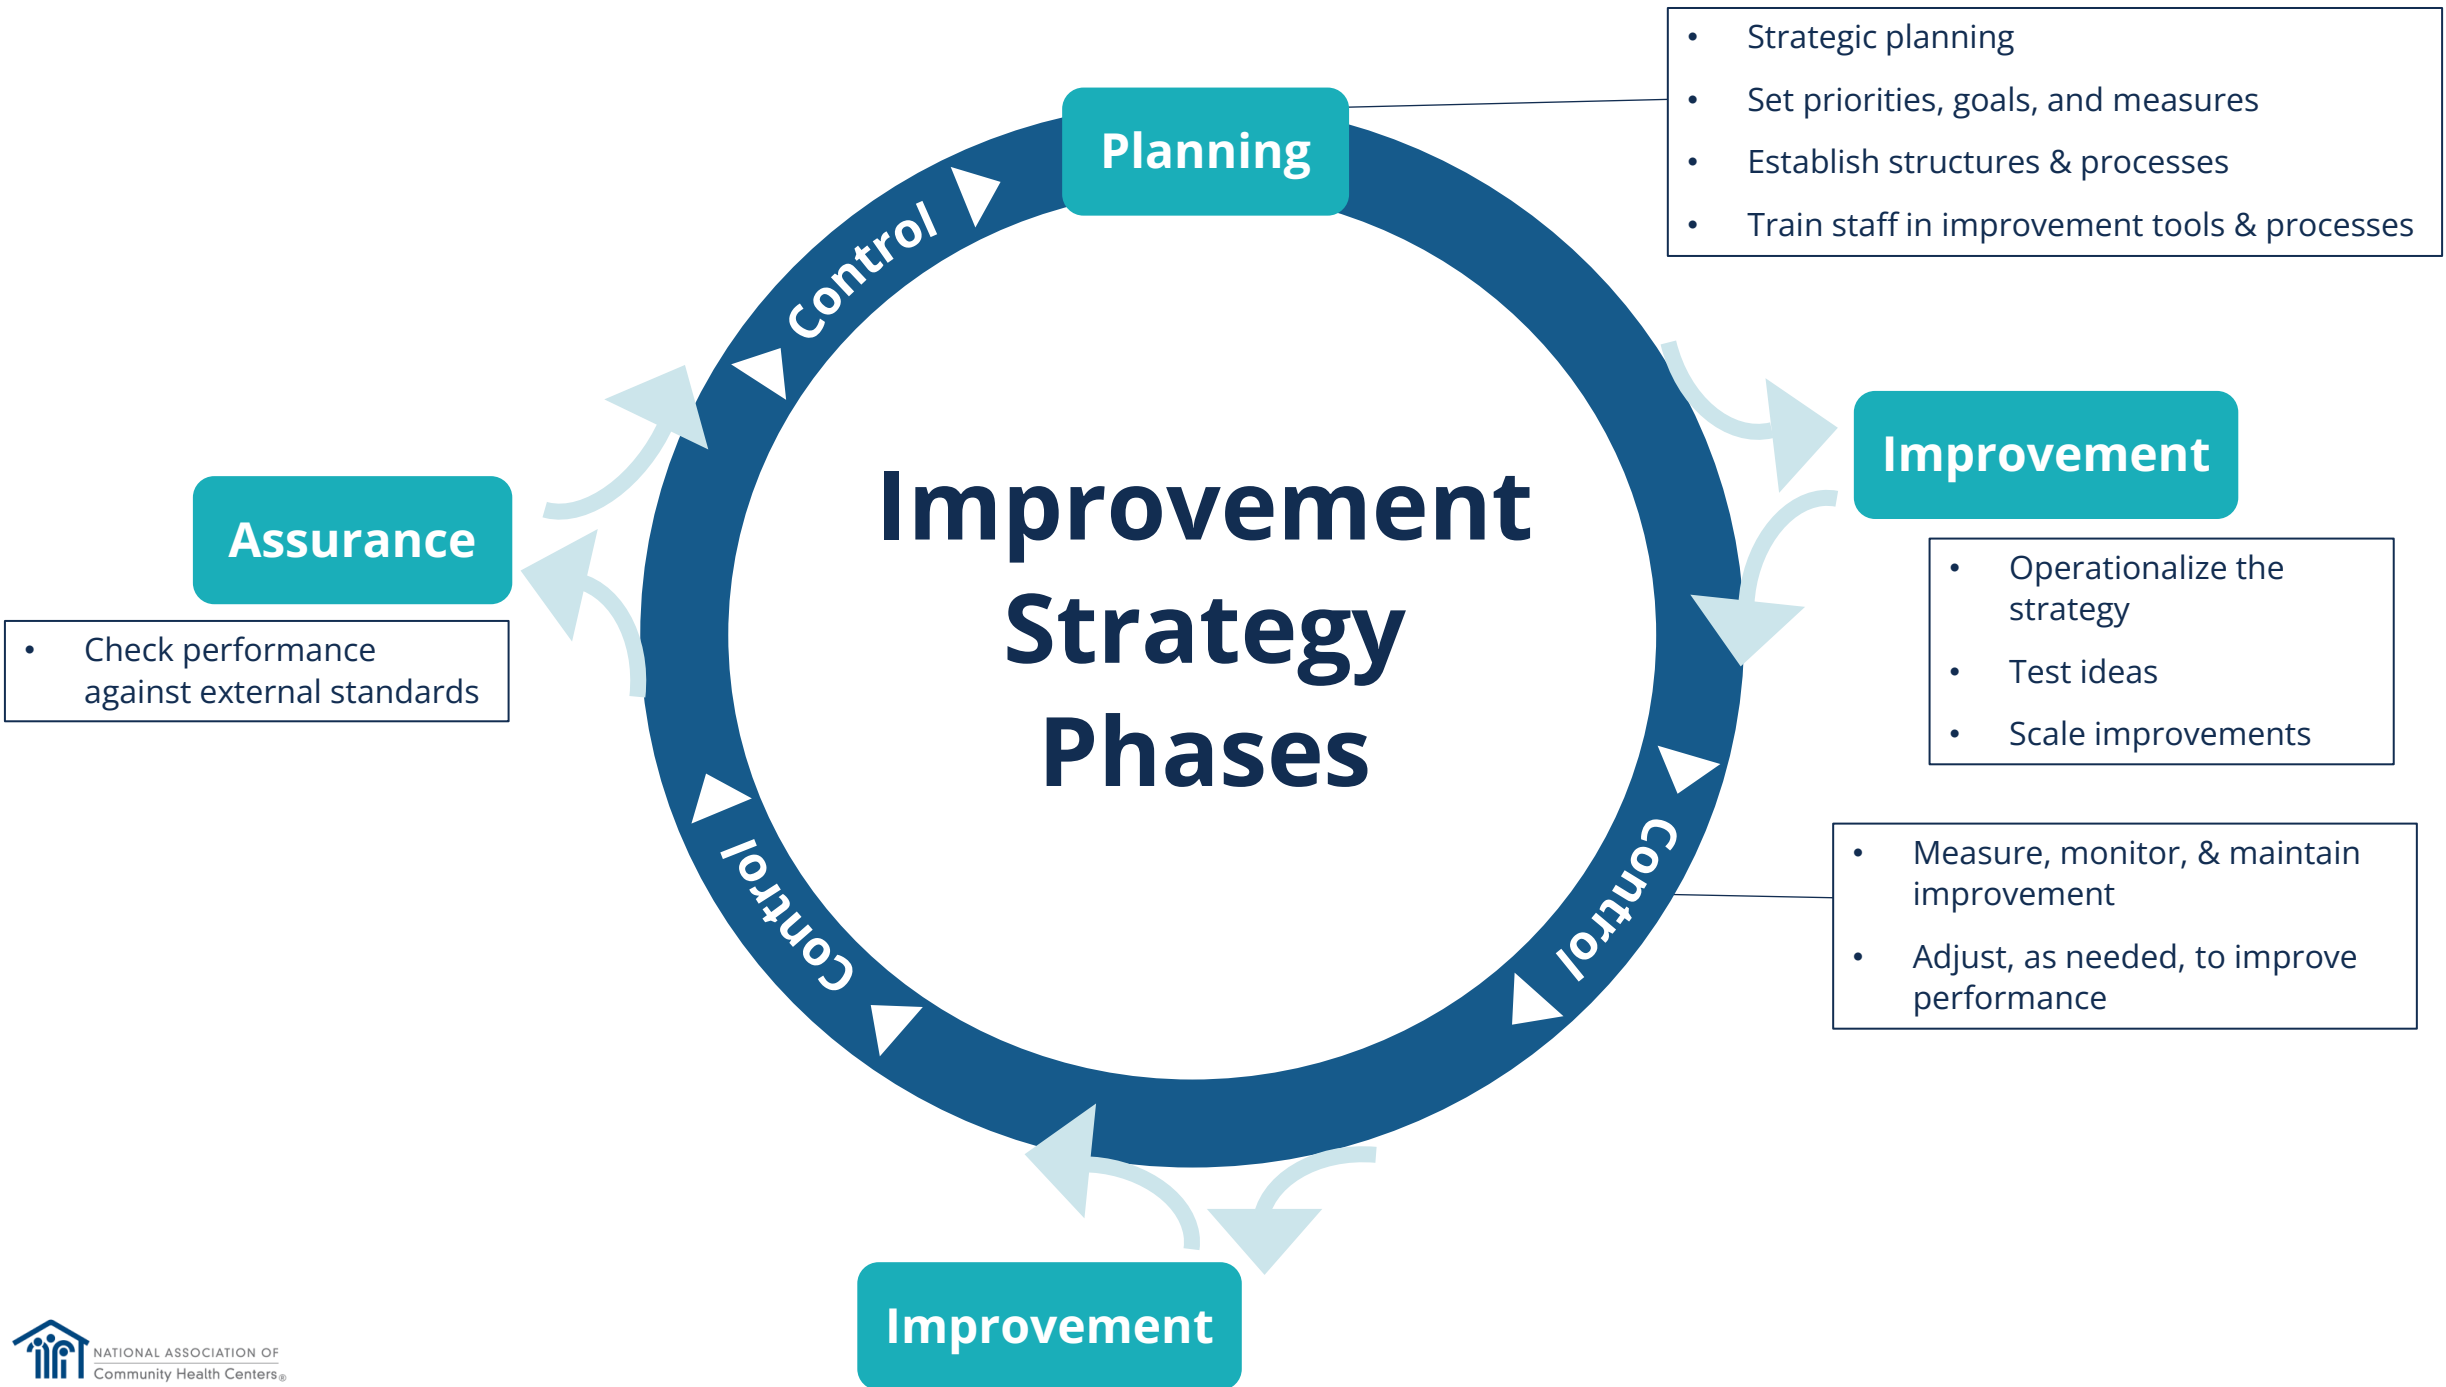 • Strategic planning
• Set priorities, goals, and measures
• Establish structures & processes
• Train staff in improvement tools & processes
Planning
Control
Improvement
• Operationalize the
strategy
• Test ideas
• Scale improvements
Assurance
• Check performance
against external standards
Improvement
Strategy
Phases
Control
• Measure, monitor, & maintain
improvement
• Adjust, as needed, to improve
performance
Control
Improvement
NATIONAL ASSOCIATION OF
Community Health Centers®